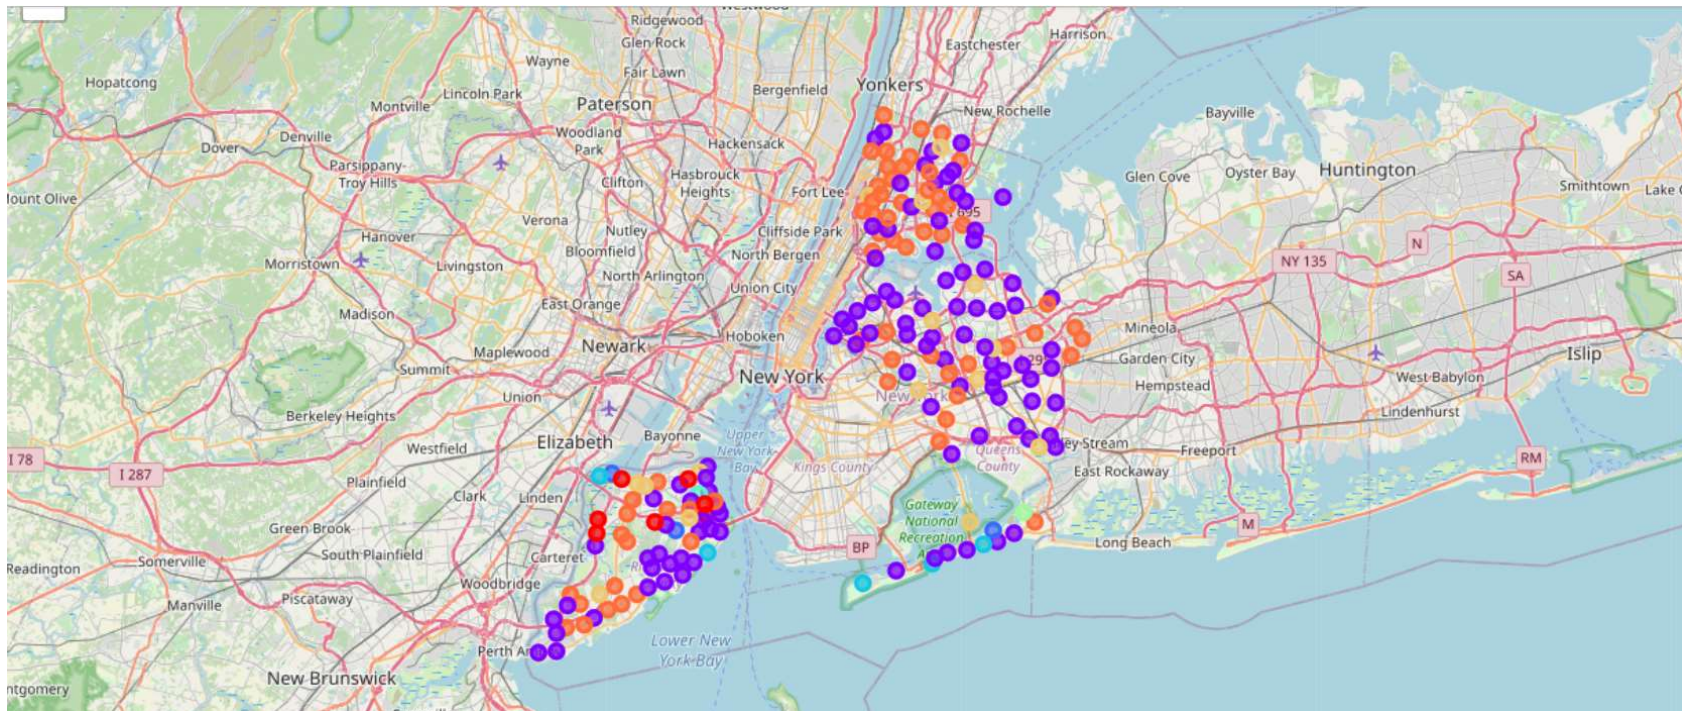 Ridgewood
Glen Rock
Eastchester
Harrison
Wayne
Fair Lawn
Hopatcong
Yonkers
Bergenfield
Lincoln Park
Montville
Paterson
New Rochelle
Bayville
Denville
Woodland
Park
Dover
Hackensack
Huntington
Parsippany-
Troy Hills
Glen Cove
Oyster Bay
Clifton
Hasbrouck
Heights
Fort Lee
Smithtown
Lake
Verona
Nutley
Cliffside Park
Hanover
Bloomfield
N
North Bergen
NY 135
Morristown
Livingston
North Arlington
SA
Union City
East Orange
Madison
Hoboken
Mineola
Newark
Maplewood
Garden City
Islip
Summit
New York
West Babylon
Hempstead
Union
New York
Berkeley Heights
Lindenhurst
Elizabeth
Bayonne
Upper
New York
Bay
Westfield
Queens
County
ey Stream
Freeport
I 78
I 287
Kings County
RM
East Rockaway
Plainfield
Clark
Linden
Gateway
National
Recreation
Green Brook
M
BP
Long Beach
South Plainfield
Carteret
Somerville
Readington
Woodbridge
Piscataway
Manville
Lower New
York Bay
Perth Am
New Brunswick